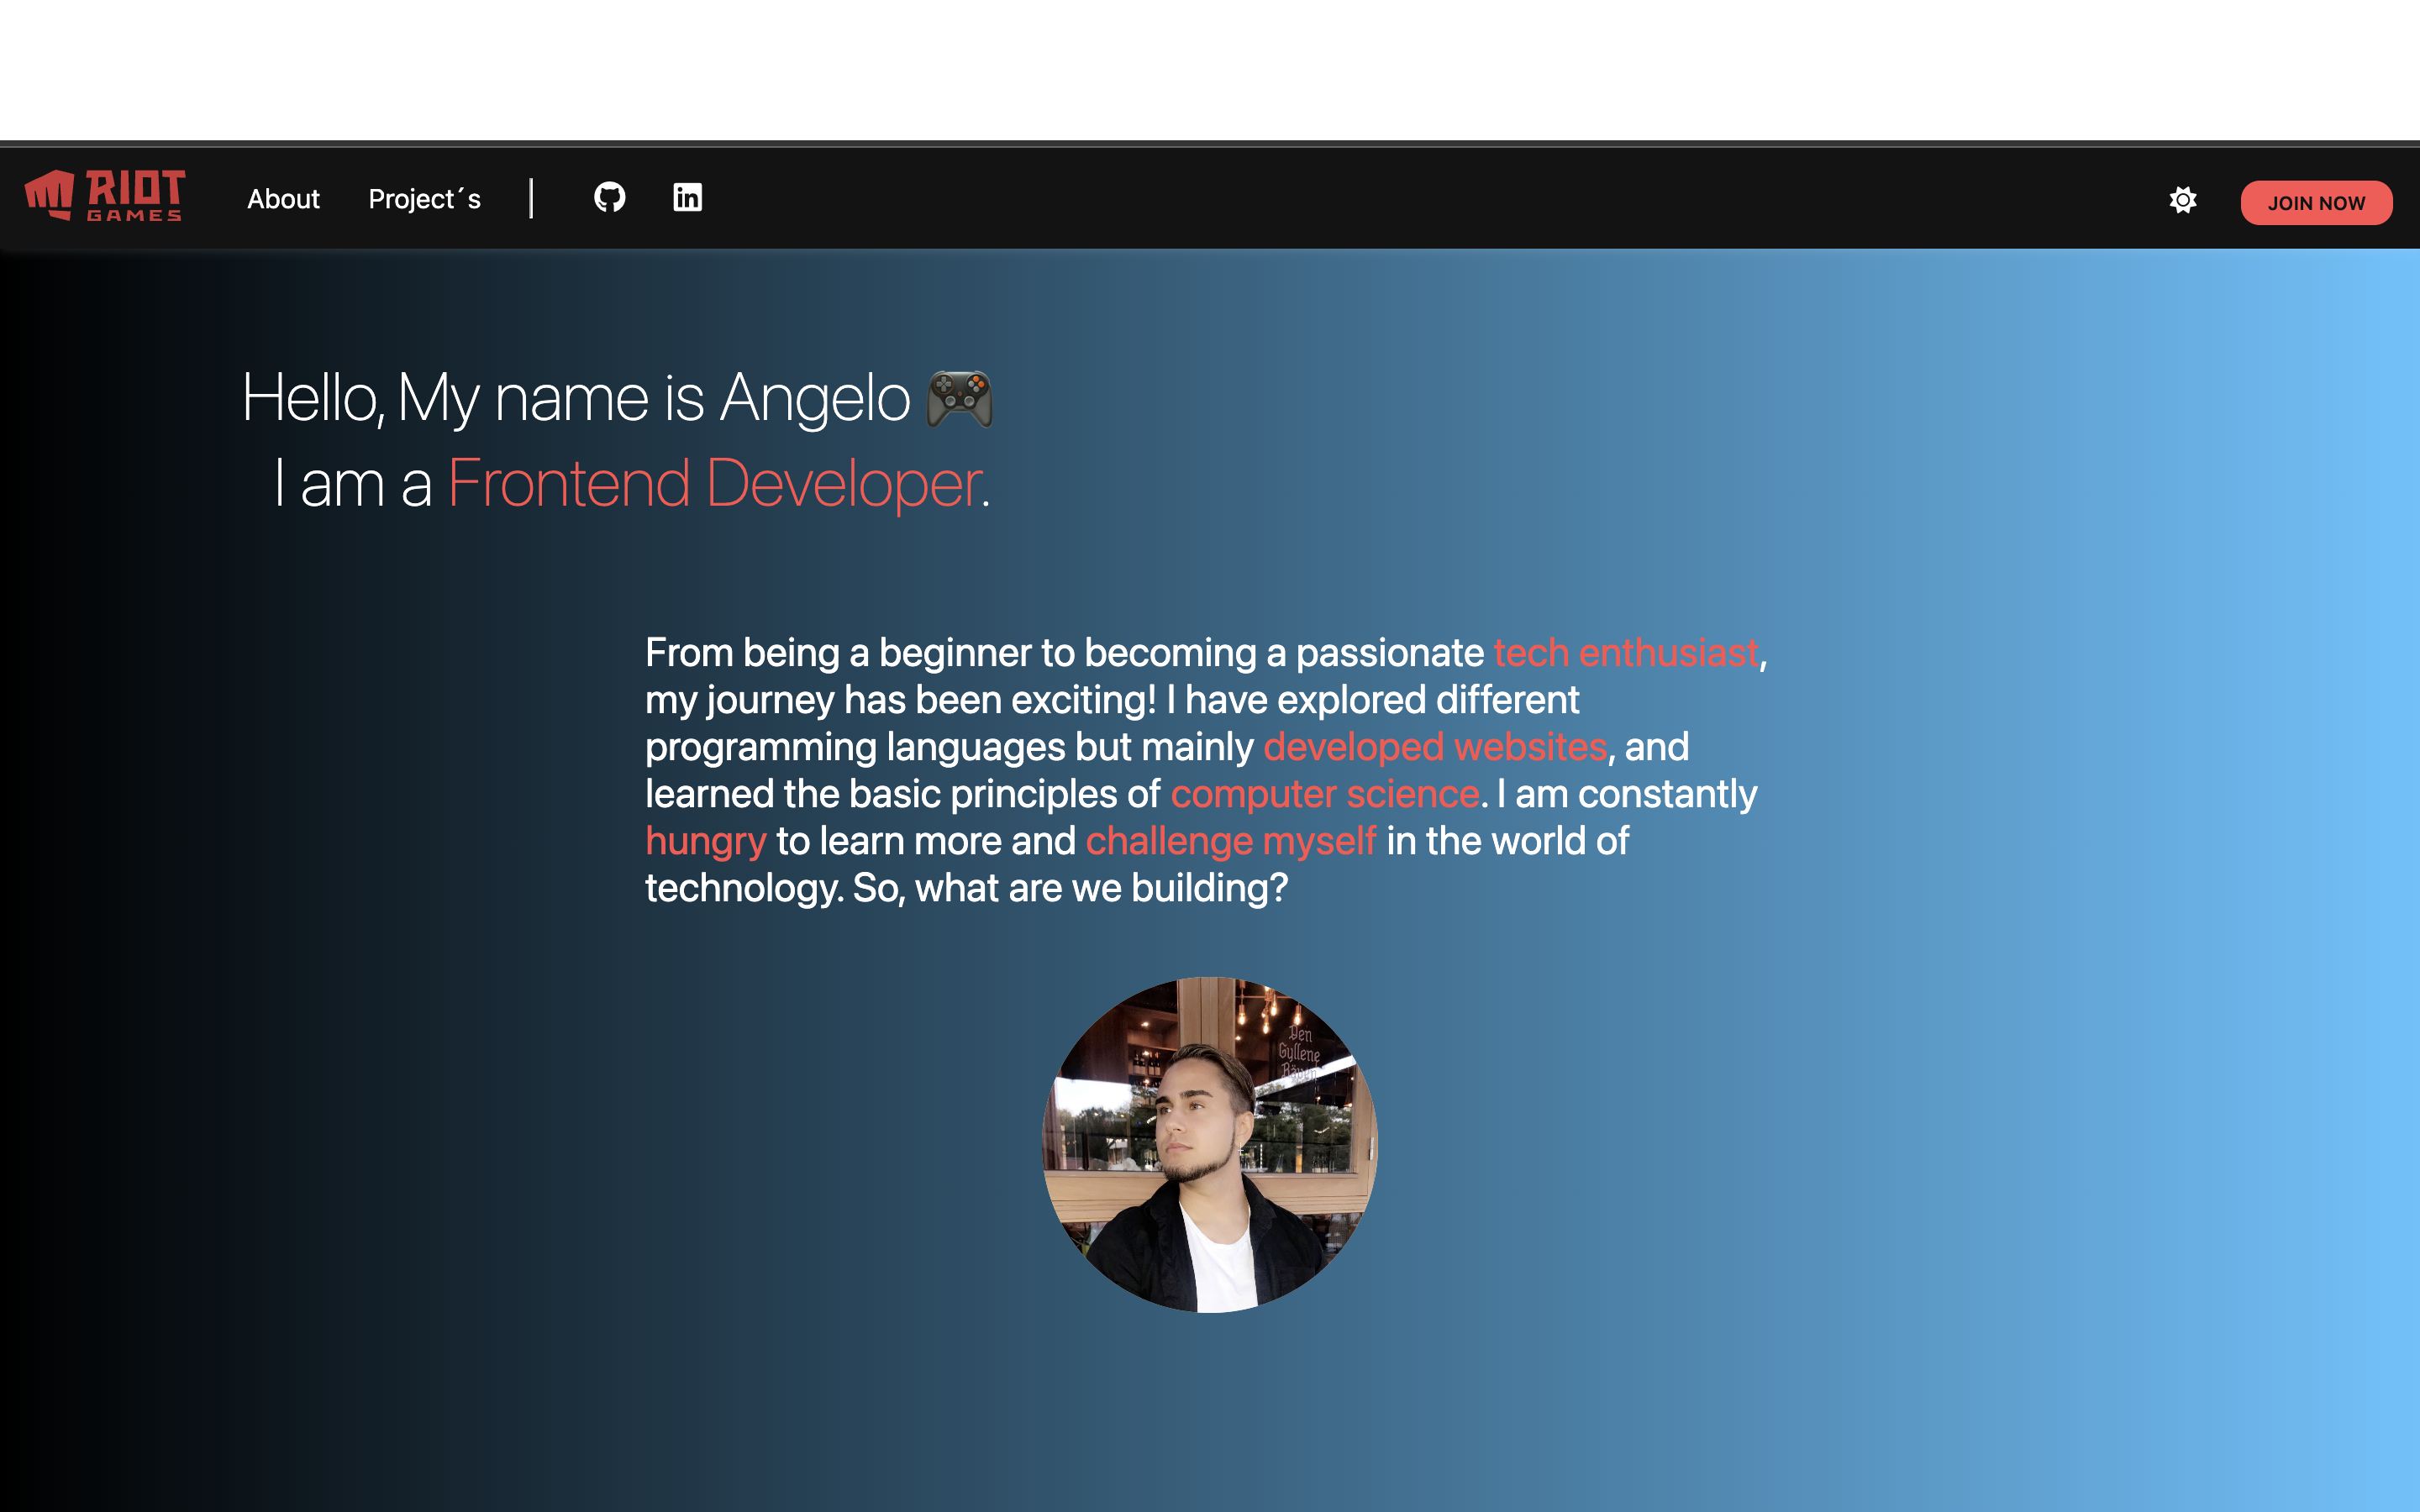 RIOT
GAMES
About
Project´s
JOIN NOW
Hello, My name is Angelo 🎮
I am a Frontend Developer.
From being a beginner to becoming a passionate tech enthusiast,
my journey has been exciting! I have explored different
programming languages but mainly developed websites, and
learned the basic principles of computer science. I am constantly
hungry to learn more and challenge myself in the world of
technology. So, what are we building?
Den
Gyllene